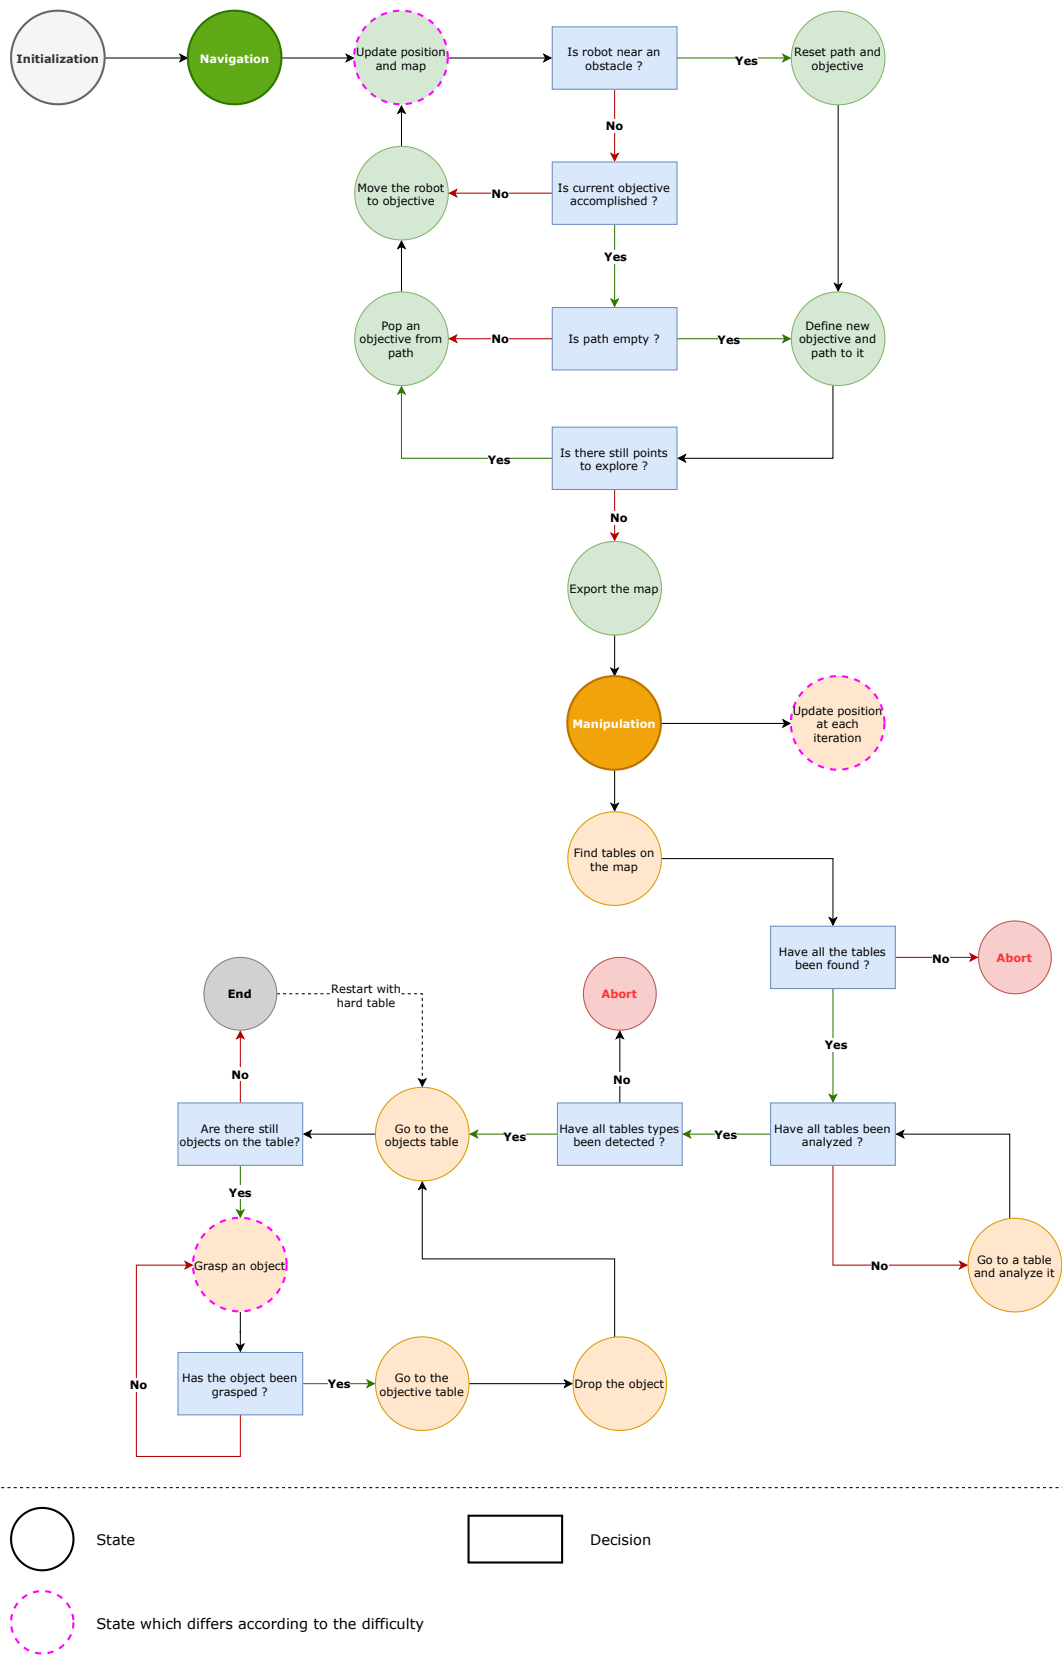 Initialization
Navigation
Update position
and map
Is robot near an
obstacle ?
Yes
Reset path and
objective
No
Move the robot
to objective
No
Is current objective
accomplished ?
Yes
Pop an
objective from
path
No
Is path empty ?
Yes
Define new
objective and
path to it
Yes
Is there still points
to explore ?
No
Export the map
Manipulation
Update position
at each
iteration
Find tables on
the map
Have all the tables
been found ?
No
Abort
End
Restart with
hard table
Abort
Yes
No
No
Are there still
objects on the table?
Go to the
objects table
Yes
Have all tables types
been detected ?
Yes
Have all tables been
analyzed ?
Yes
Grasp an object
No
Go to a table
and analyze it
No
Has the object been
grasped ?
Yes
Go to the
objective table
Drop the object
State
Decision
State which differs according to the difficulty